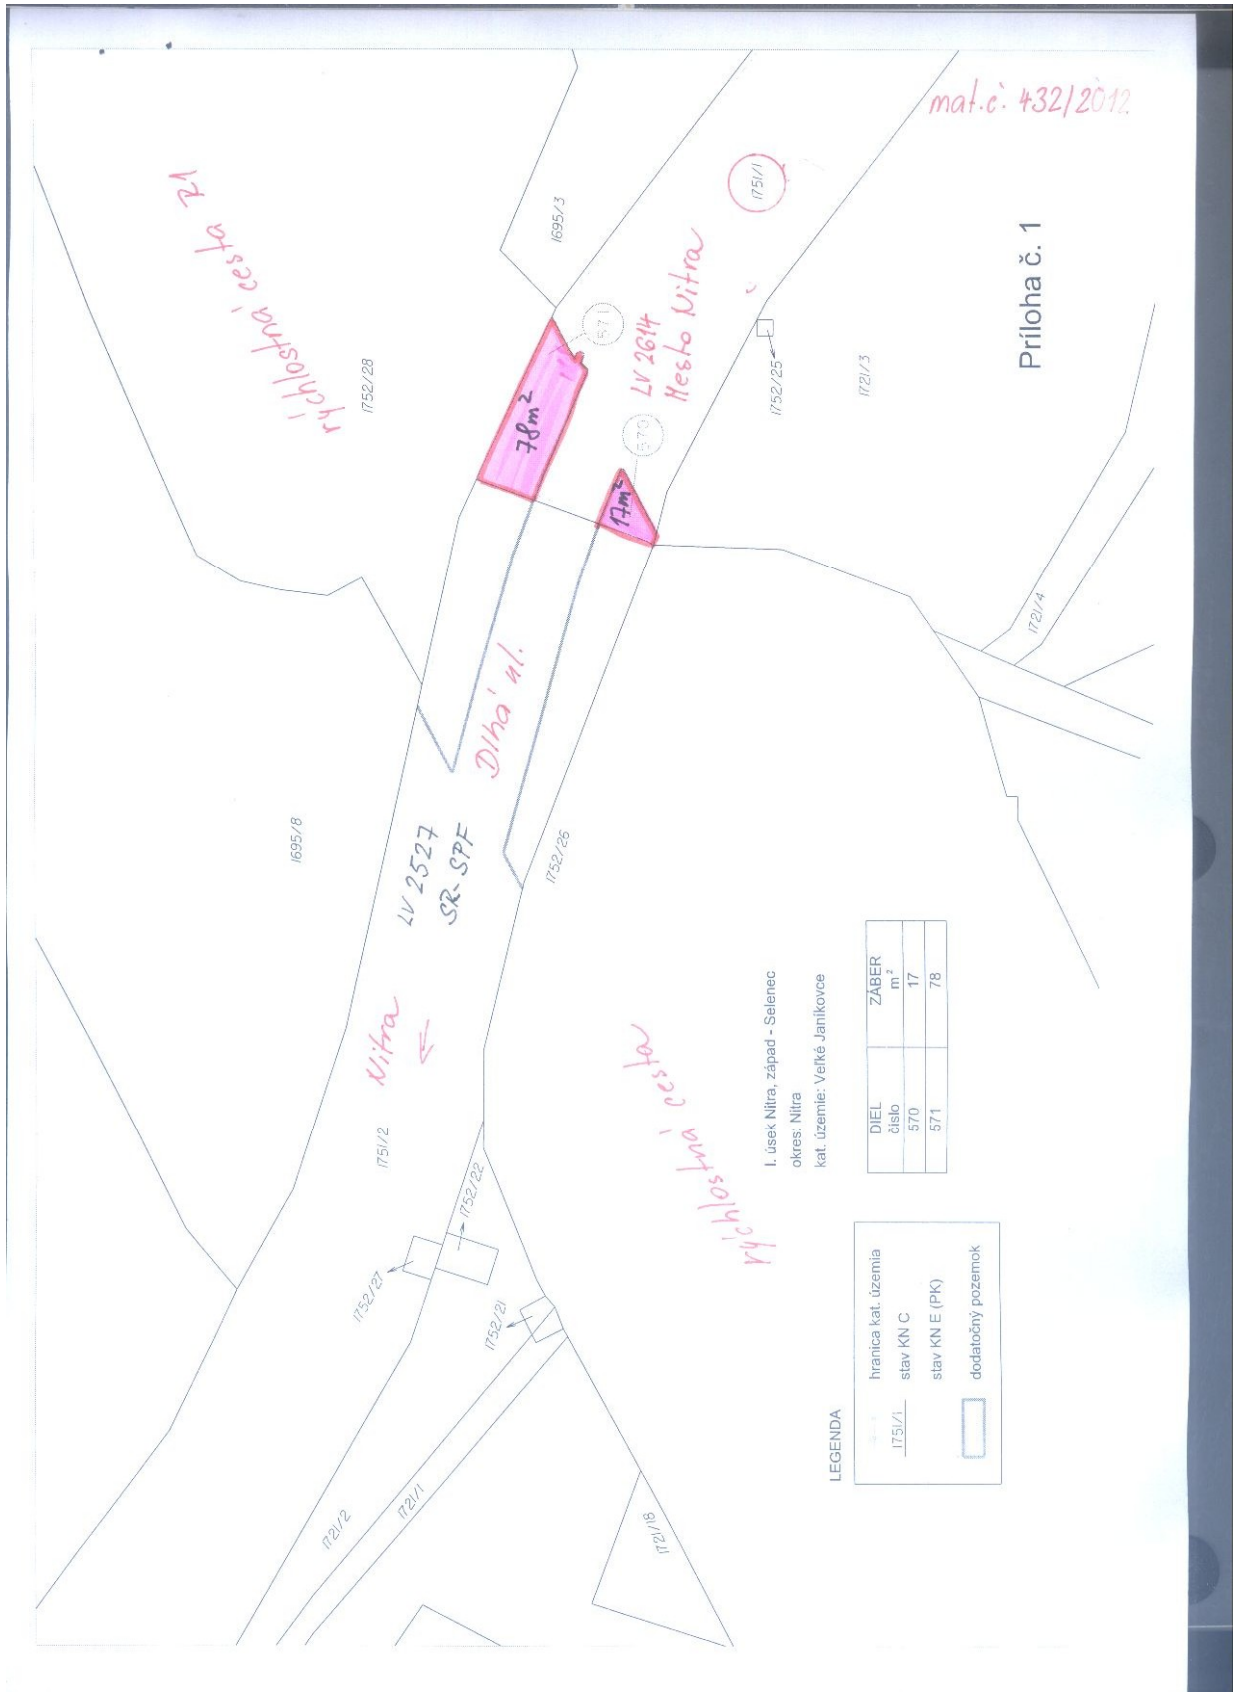 mat.č. 432/2012
Príloha č. 1
rýchlostná cesta R1
1752/28
1695/3
1751/1
571
78m²
LV 2614
Mesto Nitra
570
17m²
1752/25
1721/3
1721/4
Dlhá ul.
1695/8
LV 2527
SR-SPF
1752/26
Nitra
←
1751/2
1752/22
1752/27
1752/21
rýchlostná cesta
1721/2
1721/1
1721/18
I. úsek Nitra, západ - Selenec
okres: Nitra
kat. územie: Veľké Janíkovce
DIEL ZÁBER
číslo m²
570 17
571 78
LEGENDA
hranica kat. územia
1751/1 stav KN C
stav KN E (PK)
dodatočný pozemok